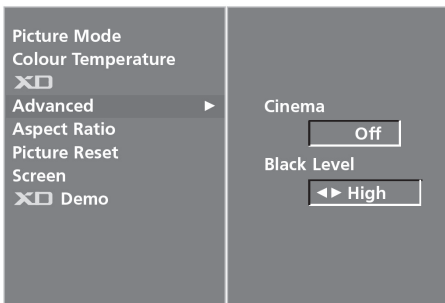 Picture Mode
Colour Temperature
XD
Advanced ►
Aspect Ratio
Picture Reset
Screen
XD Demo
Cinema
Off
Black Level
◄► High